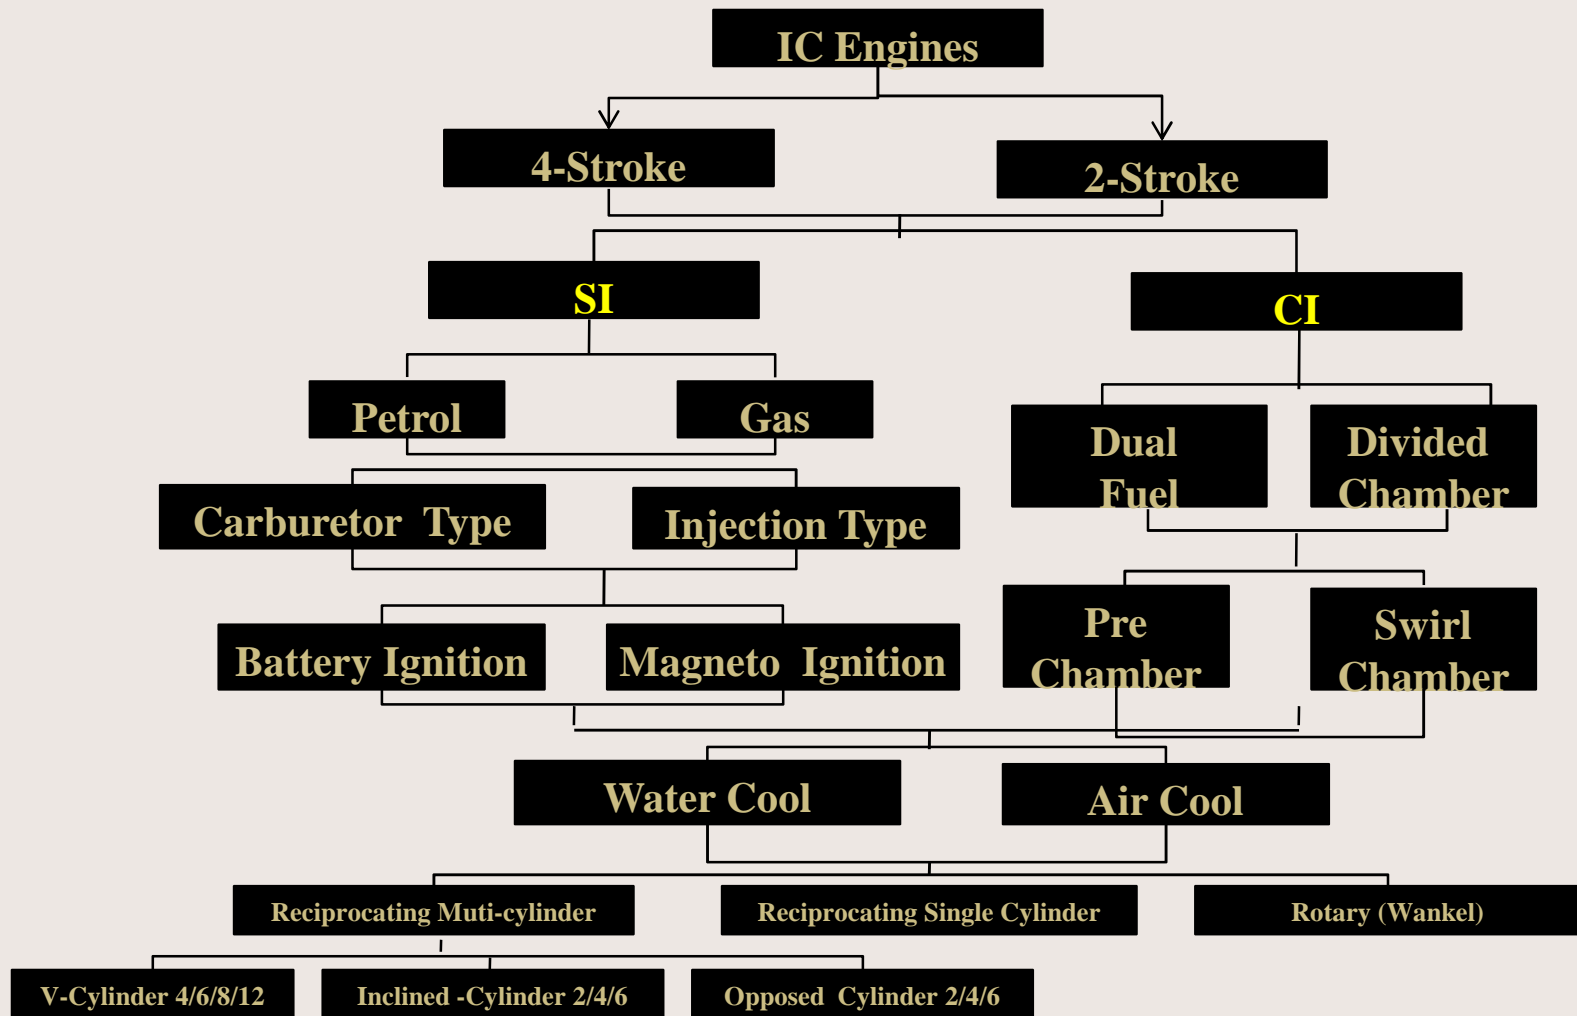 IC Engines
4-Stroke
2-Stroke
SI
CI
Petrol
Gas
Dual
Fuel
Divided
Chamber
Carburetor Type
Injection Type
Pre
Chamber
Swirl
Chamber
Battery Ignition
Magneto Ignition
Water Cool
Air Cool
Reciprocating Muti-cylinder
Reciprocating Single Cylinder
Rotary (Wankel)
V-Cylinder 4/6/8/12
Inclined -Cylinder 2/4/6
Opposed Cylinder 2/4/6